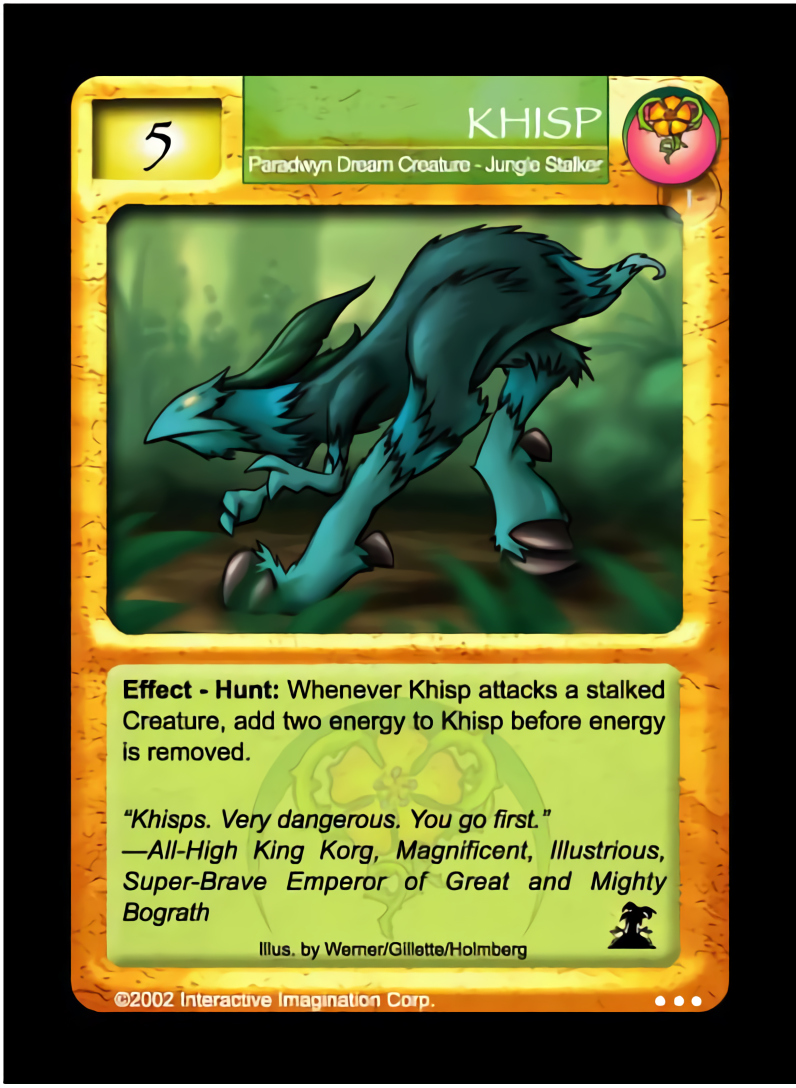 5
KHISP
Paradwyn Dream Creature - Jungle Stalker
1
Effect - Hunt: Whenever Khisp attacks a stalked
Creature, add two energy to Khisp before energy
is removed.
"Khisps. Very dangerous. You go first."
—All-High King Korg, Magnificent, Illustrious,
Super-Brave Emperor of Great and Mighty
Bograth
Illus. by Werner/Gillette/Holmberg
©2002 Interactive Imagination Corp.